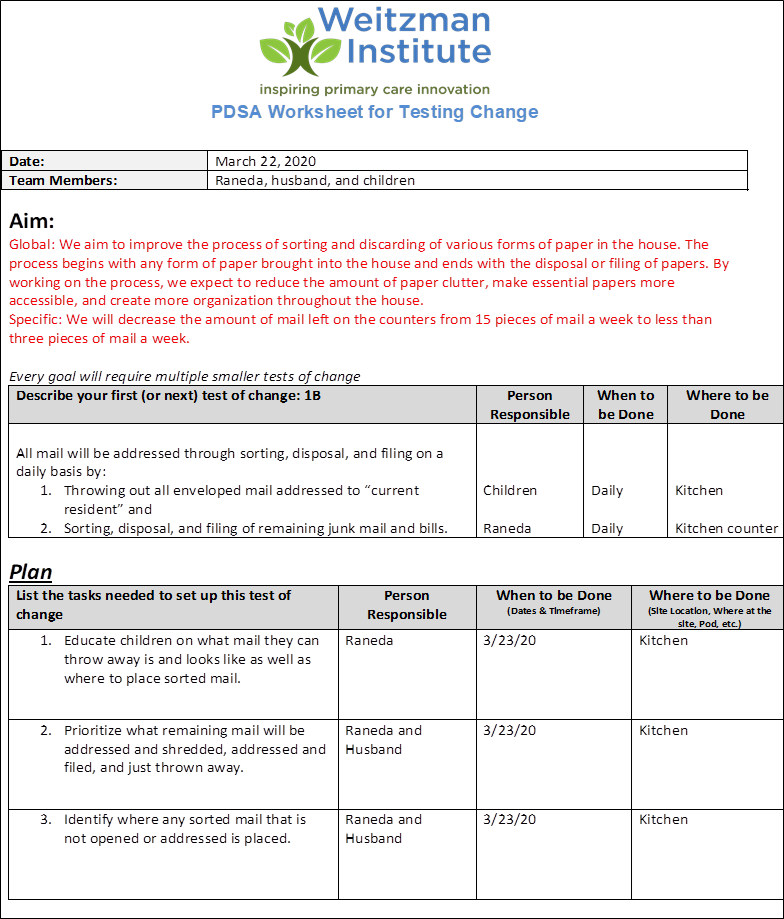 Weitzman
Institute
inspiring primary care innovation
PDSA Worksheet for Testing Change
Date: March 22, 2020
Team Members: Raneda, husband, and children
Aim:
Global: We aim to improve the process of sorting and discarding of various forms of paper in the house. The
process begins with any form of paper brought into the house and ends with the disposal or filing of papers. By
working on the process, we expect to reduce the amount of paper clutter, make essential papers more
accessible, and create more organization throughout the house.
Specific: We will decrease the amount of mail left on the counters from 15 pieces of mail a week to less than
three pieces of mail a week.
Every goal will require multiple smaller tests of change
Describe your first (or next) test of change: 1B
Person
Responsible
When to
be Done
Where to be
Done
All mail will be addressed through sorting, disposal, and filing on a
daily basis by:
1. Throwing out all enveloped mail addressed to “current
resident” and
Children
Daily
Kitchen
2. Sorting, disposal, and filing of remaining junk mail and bills.
Raneda
Daily
Kitchen counter
Plan
List the tasks needed to set up this test of
change
Person
Responsible
When to be Done
(Dates & Timeframe)
Where to be Done
(Site Location, Where at the
site, Pod, etc.)
1. Educate children on what mail they can
throw away is and looks like as well as
where to place sorted mail.
Raneda
3/23/20
Kitchen
2. Prioritize what remaining mail will be
addressed and shredded, addressed and
filed, and just thrown away.
Raneda and
Husband
3/23/20
Kitchen
3. Identify where any sorted mail that is
not opened or addressed is placed.
Raneda and
Husband
3/23/20
Kitchen